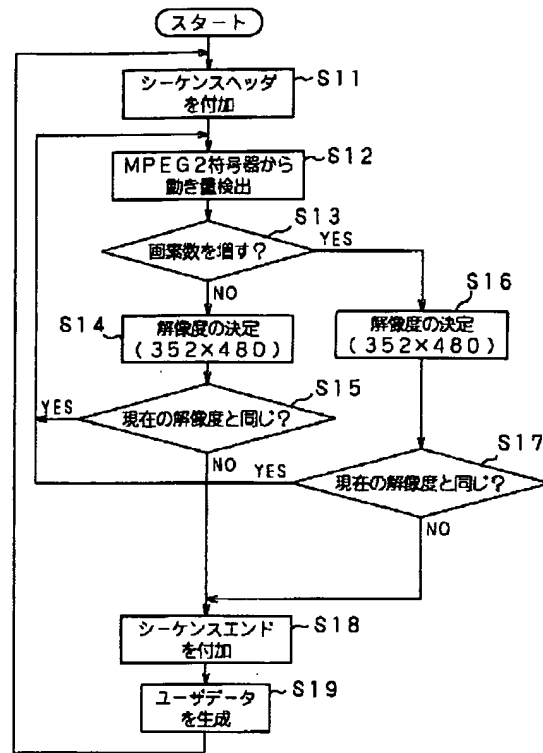 スタート
シーケンスヘッダ
を付加
S11
MPEG2符号器から
動き量検出
S12
画素数を増す?
S13
YES
NO
S14
解像度の決定
(352×480)
S16
解像度の決定
(352×480)
S15
現在の解像度と同じ?
YES
NO
S17
現在の解像度と同じ?
YES
NO
シーケンスエンド
を付加
S18
ユーザデータ
を生成
S19